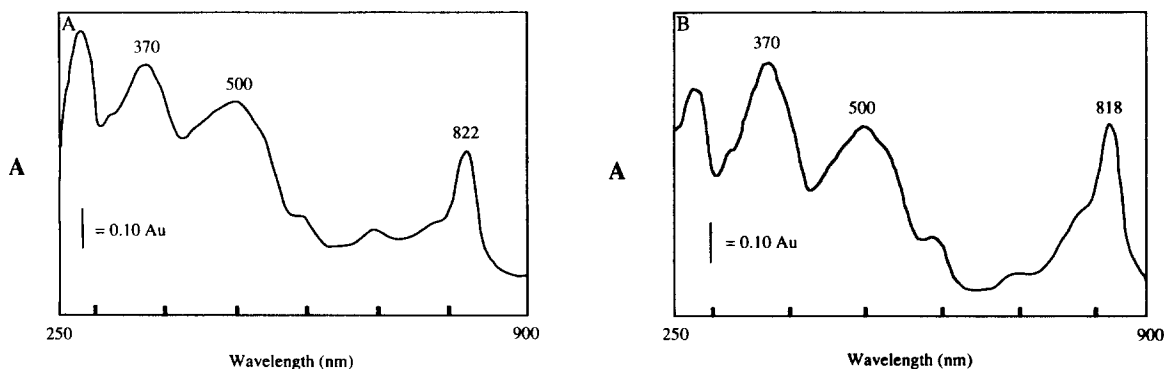 A
370
500
822
A
= 0.10 Au
250
900
Wavelength (nm)
B
370
500
818
A
= 0.10 Au
250
900
Wavelength (nm)